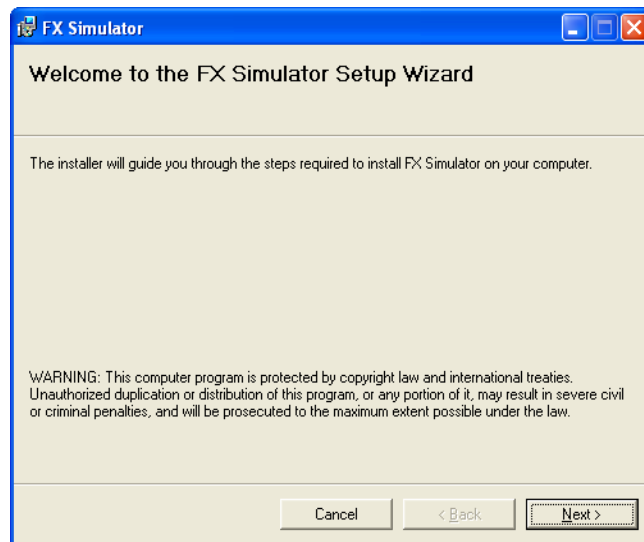 FX Simulator
Welcome to the FX Simulator Setup Wizard
The installer will guide you through the steps required to install FX Simulator on your computer.
WARNING: This computer program is protected by copyright law and international treaties.
Unauthorized duplication or distribution of this program, or any portion of it, may result in severe civil
or criminal penalties, and will be prosecuted to the maximum extent possible under the law.
Cancel < Back Next >